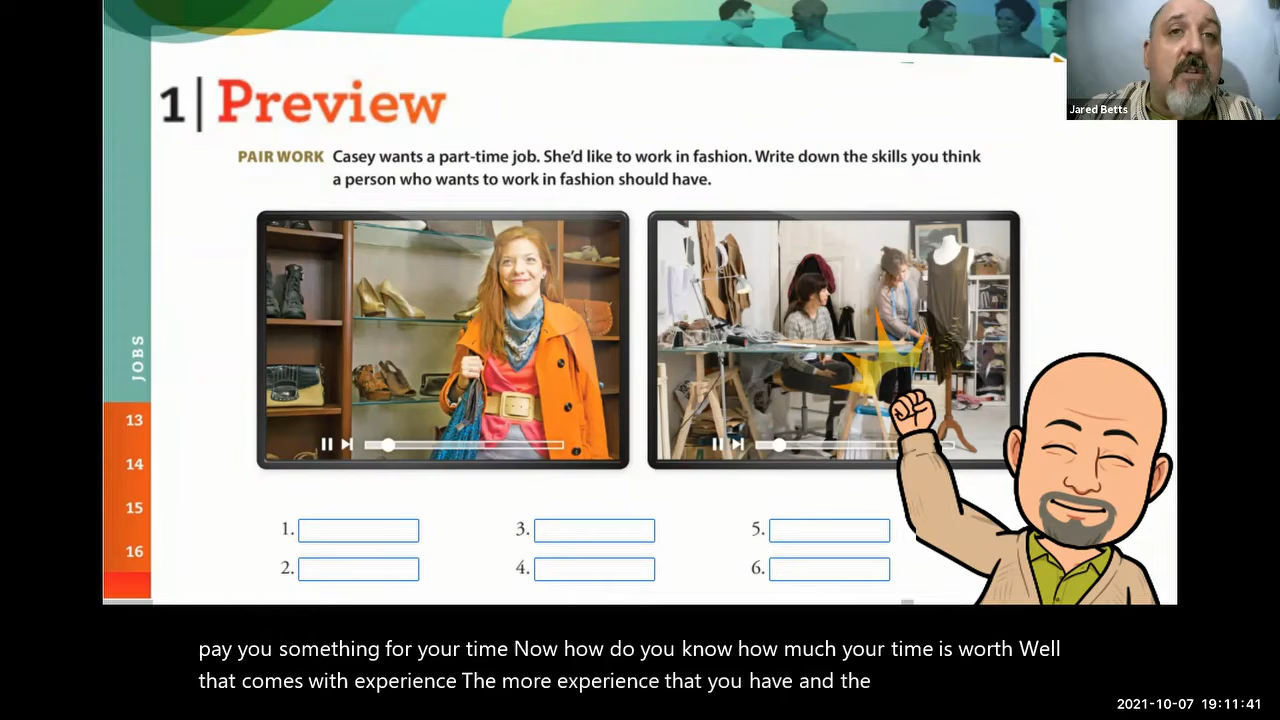 Jared Betts
1 | Preview
PAIR WORK Casey wants a part-time job. She'd like to work in fashion. Write down the skills you think
a person who wants to work in fashion should have.
JOBS
13
14
15
16
1. 3. 5.
2. 4. 6.
pay you something for your time Now how do you know how much your time is worth Well
that comes with experience The more experience that you have and the
2021-10-07 19:11:41